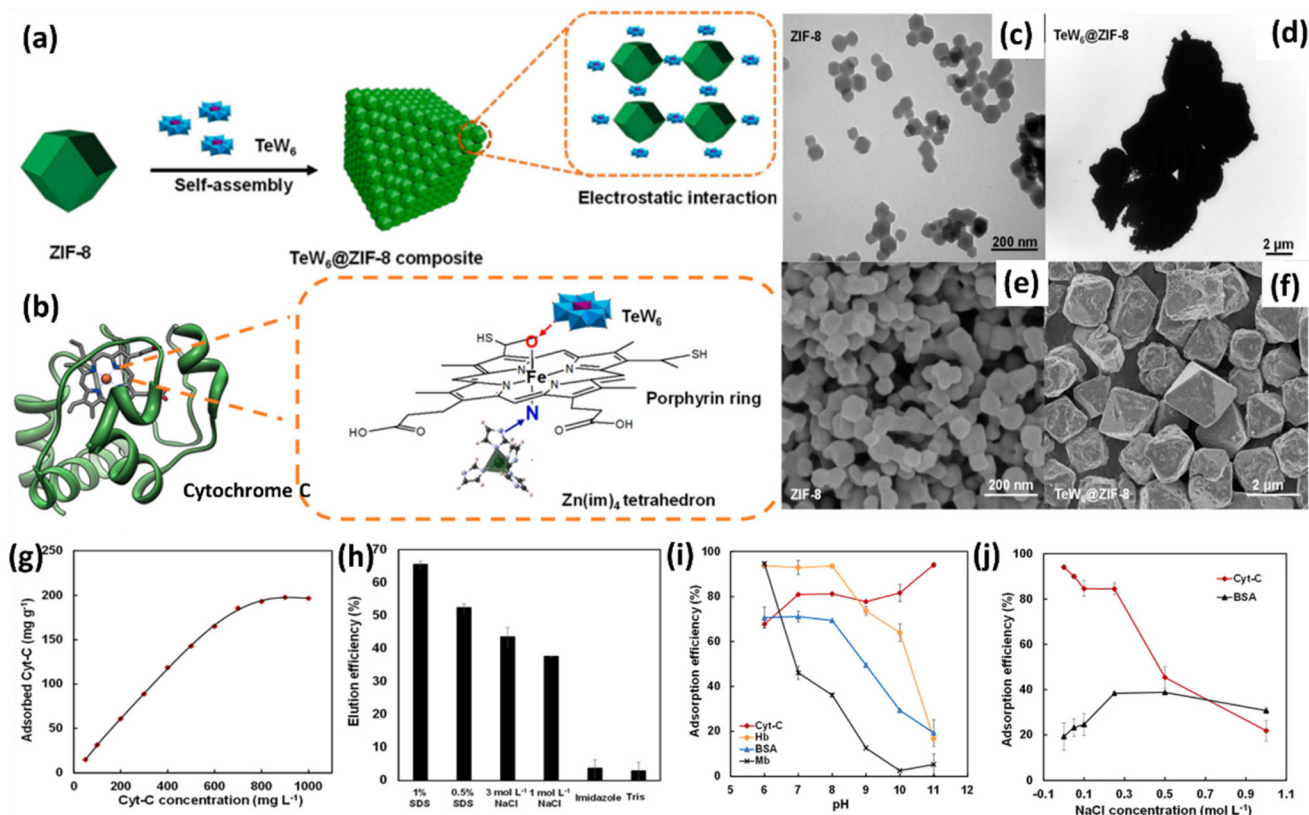 (a)
TeW6
Self-assembly
ZIF-8
TeW6@ZIF-8 composite
Electrostatic interaction
(b)
Cytochrome C
TeW6
HS
O
SH
N
N
Fe
N
N
Porphyrin ring
N
HO
O
O
OH
Zn(im)4 tetrahedron
ZIF-8
(c)
200 nm
TeW6@ZIF-8
(d)
2 μm
(e)
ZIF-8
200 nm
(f)
TeW6@ZIF-8
2 μm
(g)
Adsorbed Cyt-C (mg g-1)
250
200
150
100
50
0
0 200 400 600 800 1000
Cyt-C concentration (mg L-1)
(h)
Elution efficiency (%)
70
60
50
40
30
20
10
0
1% SDS
0.5% SDS
3 mol L-1 NaCl
1 mol L-1 NaCl
Imidazole
Tris
(i)
Adsorption efficiency (%)
100
80
60
40
20
0
Cyt-C
Hb
BSA
Mb
5 6 7 8 9 10 11 12
pH
(j)
Adsorption efficiency (%)
100
80
60
40
20
0
Cyt-C
BSA
-0.1 0.1 0.3 0.5 0.7 0.9 1.1
NaCl concentration (mol L-1)